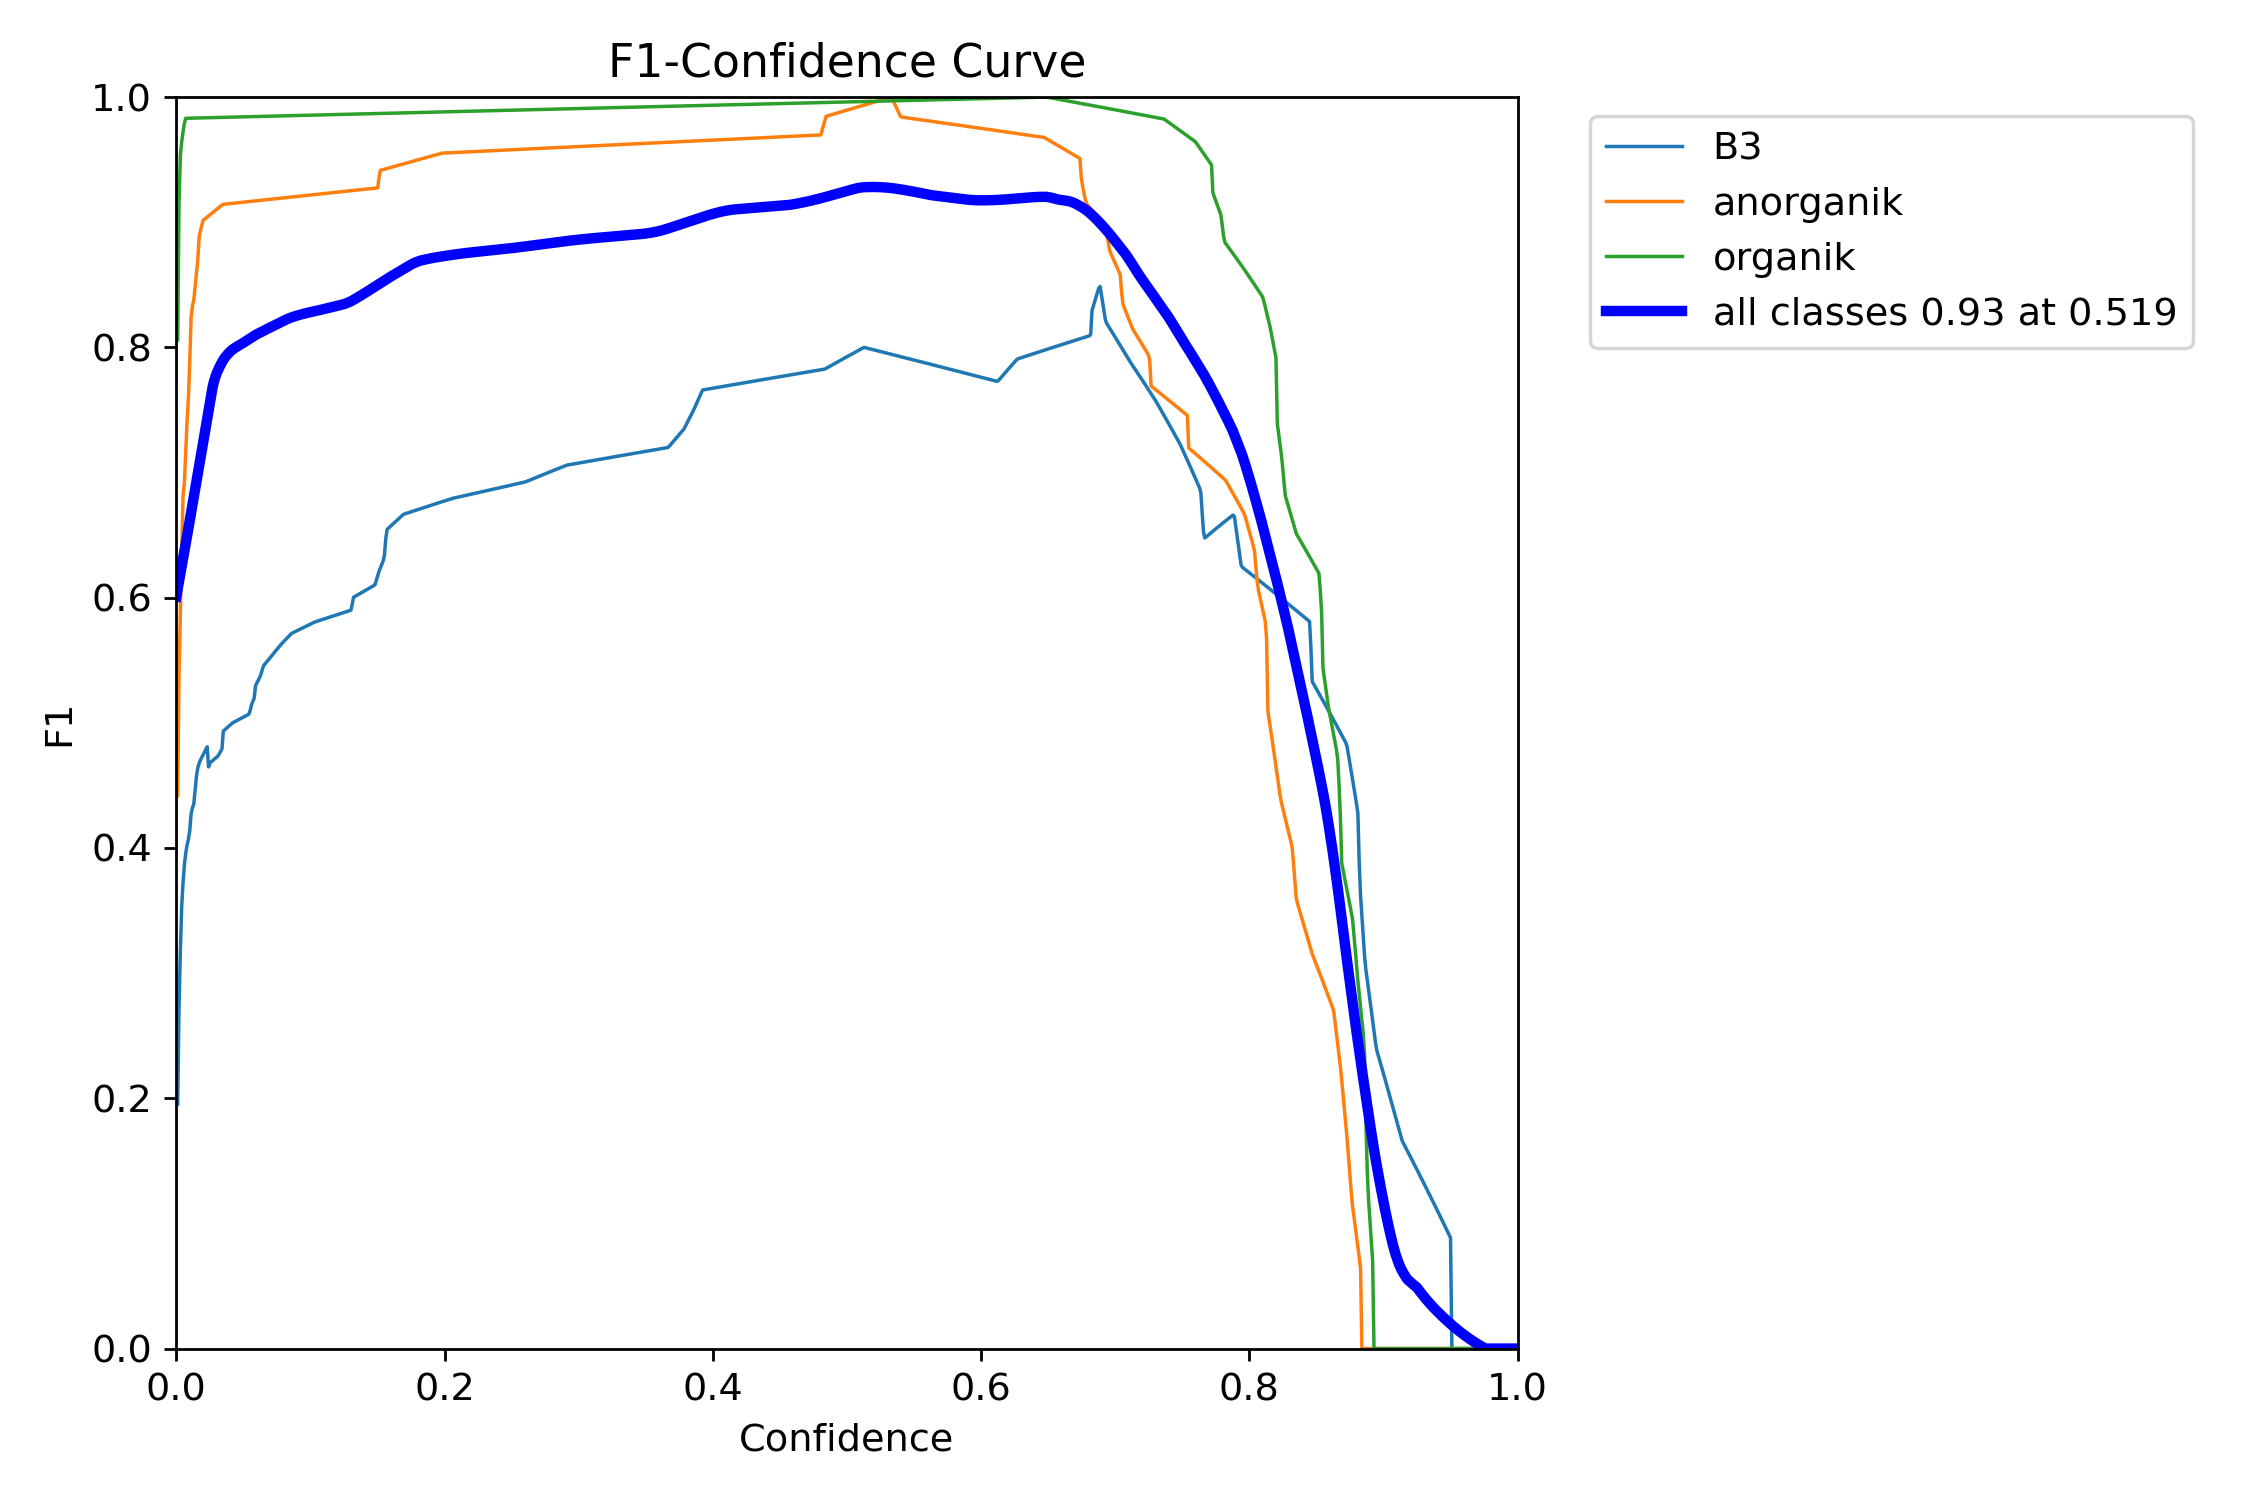 F1-Confidence Curve
1.0
0.8
0.6
0.4
0.2
0.0
F1
0.0 0.2 0.4 0.6 0.8 1.0
Confidence
B3
anorganik
organik
all classes 0.93 at 0.519